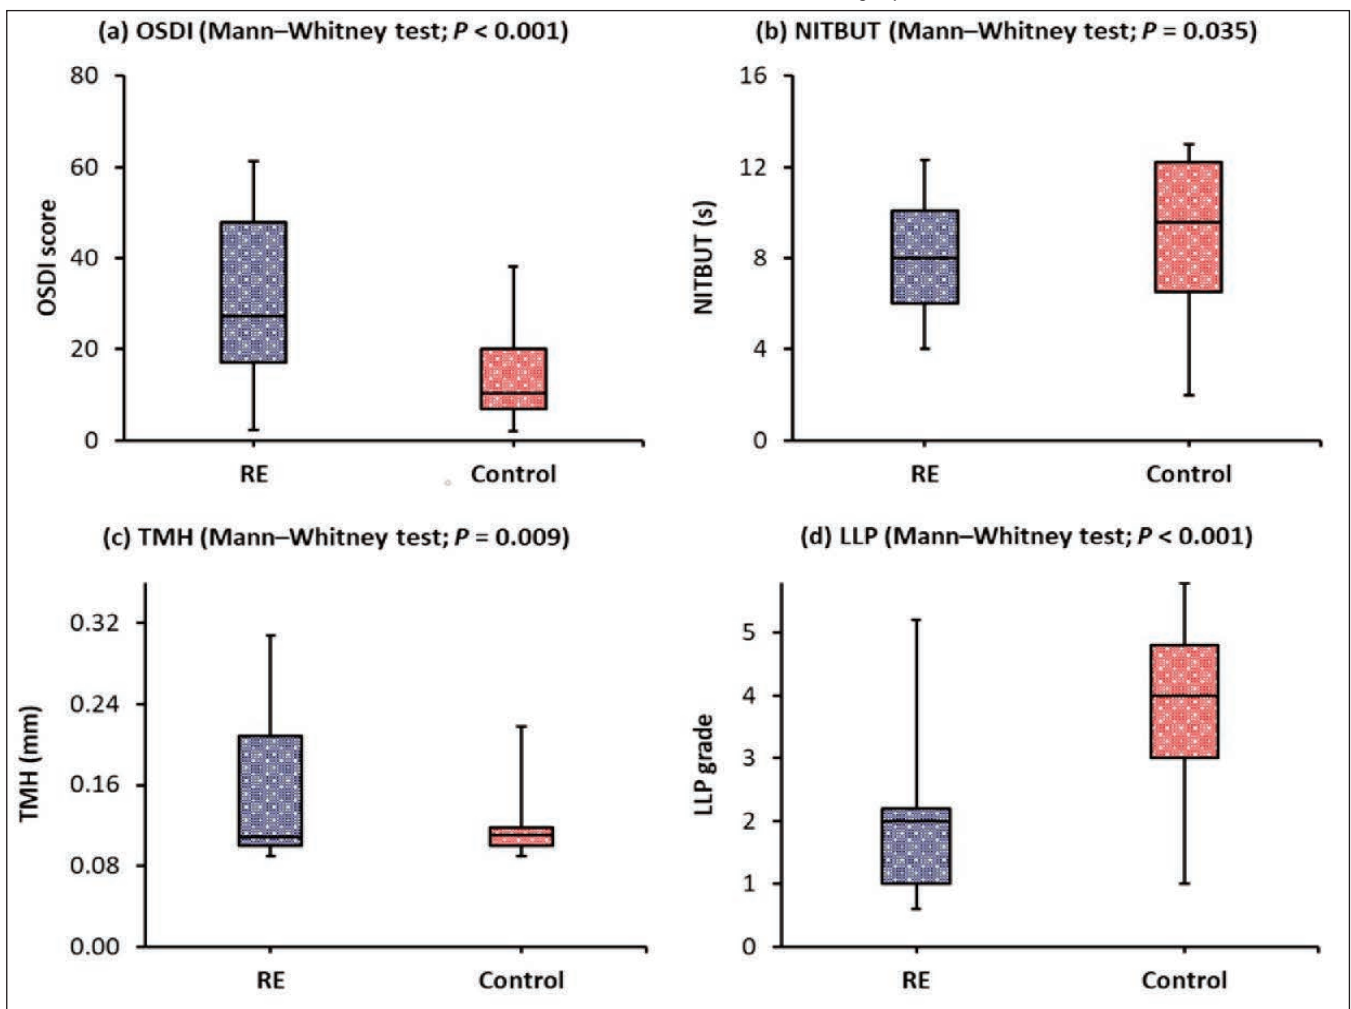 (a) OSDI (Mann–Whitney test; P < 0.001)
80
60
40
20
0
OSDI score
RE
Control
(b) NITBUT (Mann–Whitney test; P = 0.035)
16
12
8
4
0
NITBUT (s)
RE
Control
(c) TMH (Mann–Whitney test; P = 0.009)
0.32
0.24
0.16
0.08
0.00
TMH (mm)
RE
Control
(d) LLP (Mann–Whitney test; P < 0.001)
5
4
3
2
1
0
LLP grade
RE
Control